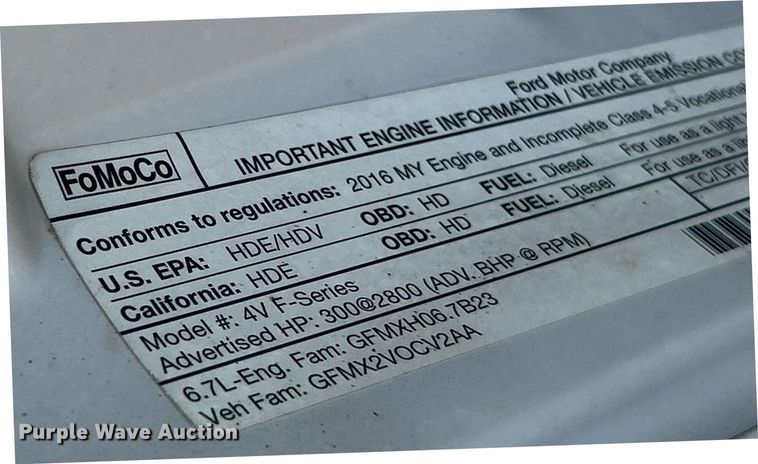 Ford Motor Company
FoMoCo
IMPORTANT ENGINE INFORMATION / VEHICLE EMISSION
Conforms to regulations: 2016 MY Engine and Incomplete Class 4-5 Vocational
U.S. EPA: HDE/HDV OBD: HD FUEL: Diesel For use as a light
California: HDE OBD: HD FUEL: Diesel For use as a
Model #: 4V F-Series
Advertised HP: 300@2800 (ADV. BHP @ RPM)
6.7L-Eng. Fam: GFMXH06.7B23
Veh Fam: GFMX2VOCV2AA
Purple Wave Auction